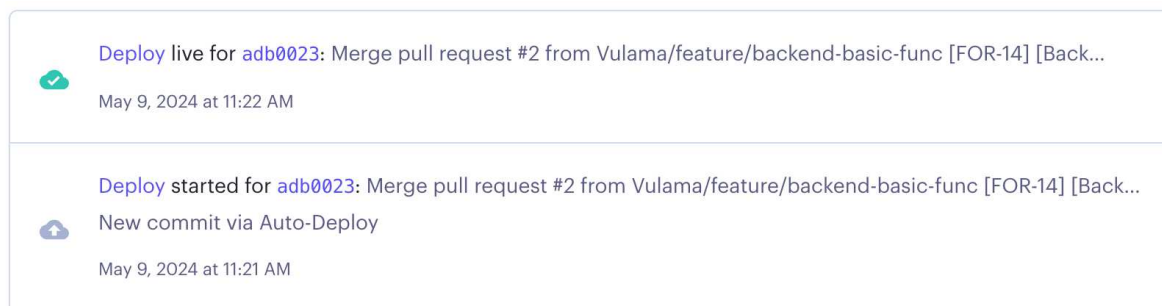 Deploy live for adb0023: Merge pull request #2 from Vulama/feature/backend-basic-func [FOR-14] [Back...
May 9, 2024 at 11:22 AM
Deploy started for adb0023: Merge pull request #2 from Vulama/feature/backend-basic-func [FOR-14] [Back...
New commit via Auto-Deploy
May 9, 2024 at 11:21 AM